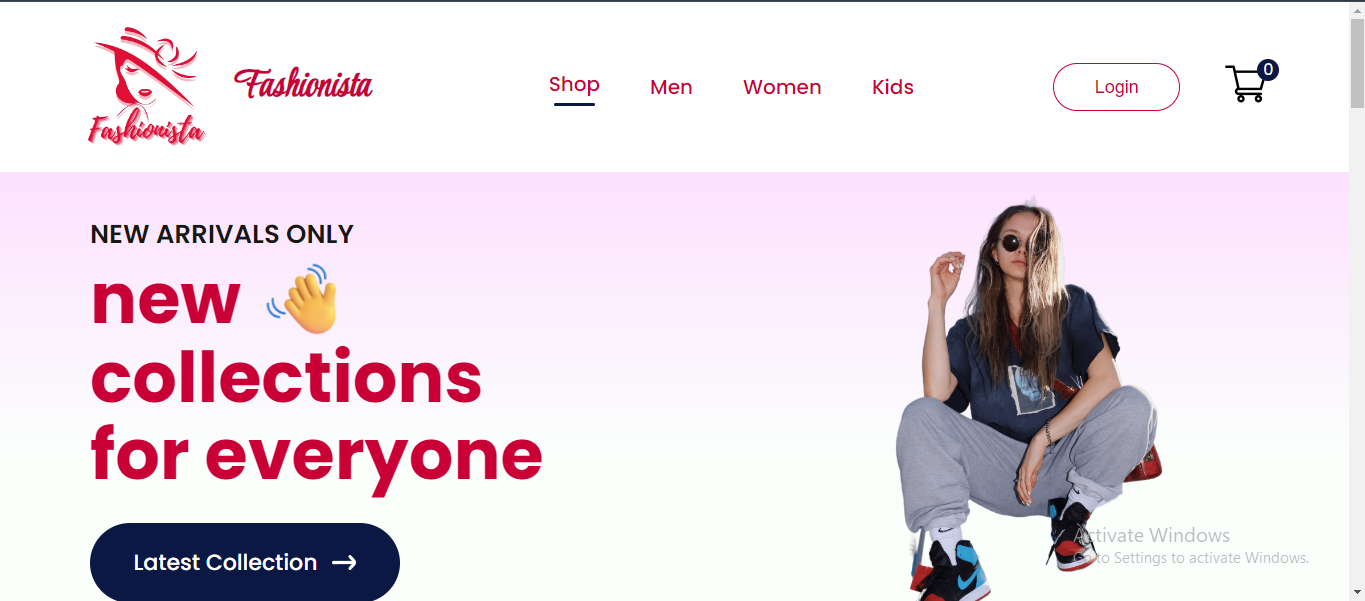 Fashionista
Fashionista
Shop
Men
Women
Kids
Login
0
NEW ARRIVALS ONLY
new 👋
collections
for everyone
Latest Collection →
Activate Windows
Go to Settings to activate Windows.